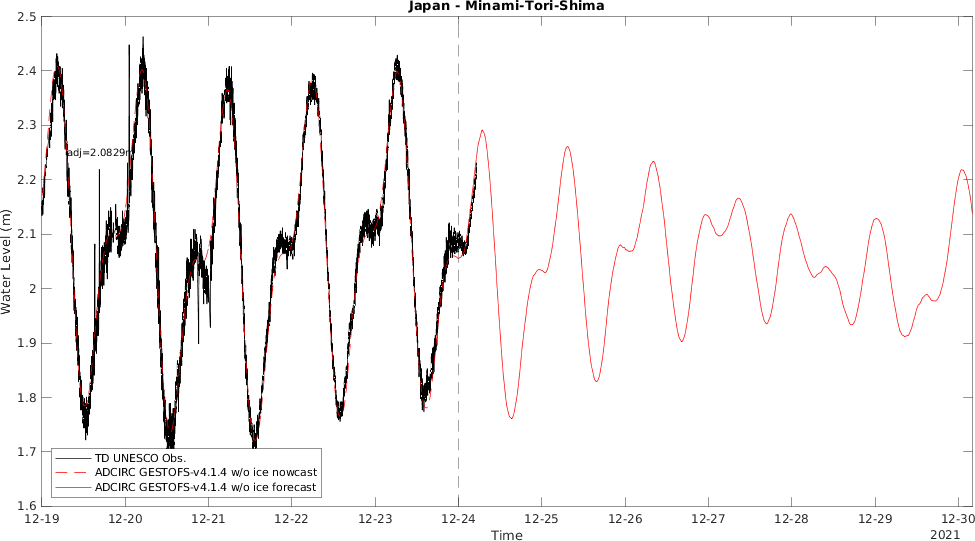 Japan - Minami-Tori-Shima
2.5
2.4
2.3
2.2
2.1
2
1.9
1.8
1.7
1.6
Water Level (m)
adj=2.0829m
TD UNESCO Obs.
ADCIRC GESTOFS-v4.1.4 w/o ice nowcast
ADCIRC GESTOFS-v4.1.4 w/o ice forecast
12-19 12-20 12-21 12-22 12-23 12-24 12-25 12-26 12-27 12-28 12-29 12-30
Time
2021